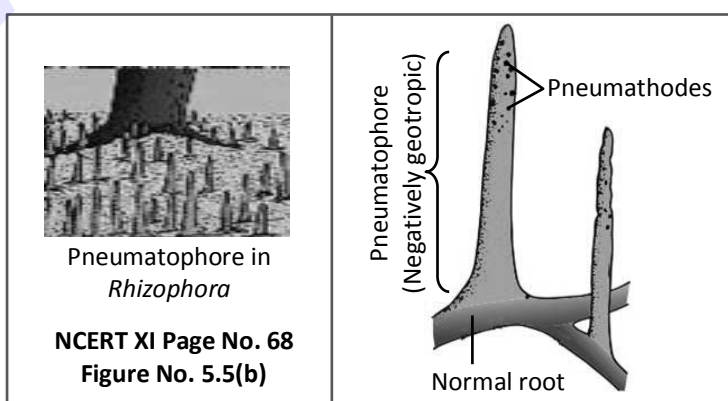 Pneumatophore in
Rhizophora
NCERT XI Page No. 68
Figure No. 5.5(b)
Pneumatophore
(Negatively geotropic)
Pneumathodes
Normal root